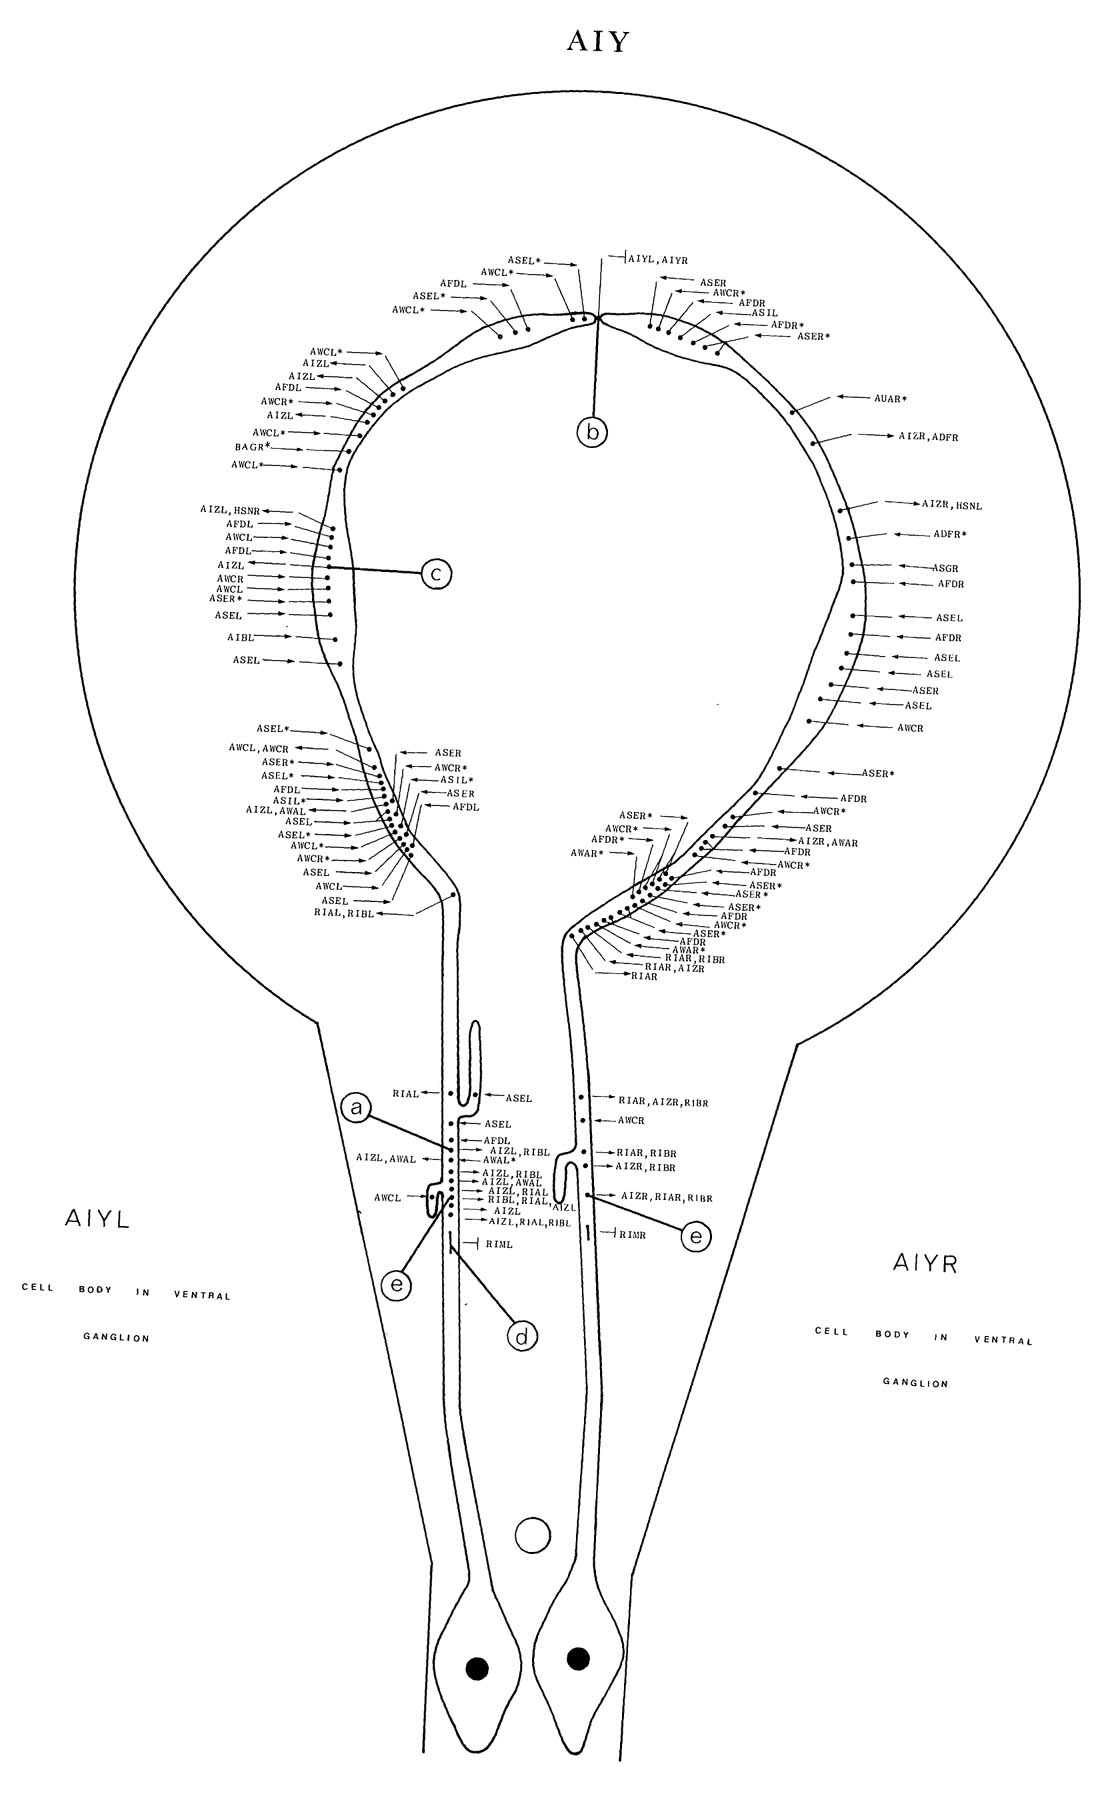 AIY
AIYL,AIYR
ASEL*
AWCL*
AFDL
ASEL*
AWCL*
ASER
AWCR*
AFDR
ASIL
AFDR*
ASER*
AWCL*
AIZL
AIZL
AFDL
AWCR*
AIZL
AWCL*
BAGR*
AWCL*
b
AUAR*
AIZR,ADFR
AIZL,HSNR
AFDL
AWCL
AFDL
AIZL
AWCR
AWCL
ASER*
ASEL
AIBL
ASEL
c
AIZR,HSNL
ADFR*
ASGR
AFDR
ASEL
AFDR
ASEL
ASEL
ASER
ASEL
AWCR
ASEL*
AWCL,AWCR
ASER*
ASEL*
AFDL
ASIL*
AIZL,AWAL
ASEL
ASEL*
AWCL*
AWCR*
ASEL
AWCL
ASEL
RIAL,RIBL
ASER
AWCR*
ASIL*
ASER
AFDL
ASER*
AWCR*
AFDR*
AWAR*
ASER*
AFDR
AWCR*
ASER
AIZR,AWAR
AFDR
AWCR*
AFDR
ASER*
ASER*
ASER*
AFDR
AWCR*
ASER*
AFDR
AWAR*
RIAR,RIBR
RIAR,AIZR
RIAR
RIAL
ASEL
a
ASEL
AFDL
AIZL,RIBL
AIZL,AWAL
AWAL*
AIZL,RIBL
AIZL,AWAL
AIZL,RIAL
AWCL
RIBL,RIAL,AIZL
AIZL
AIZL,RIAL,RIBL
RIML
e
d
RIAR,AIZR,RIBR
AWCR
RIAR,RIBR
AIZR,RIBR
AIZR,RIAR,RIBR
RIMR
e
AIYL
CELL BODY IN VENTRAL
GANGLION
AIYR
CELL BODY IN VENTRAL
GANGLION